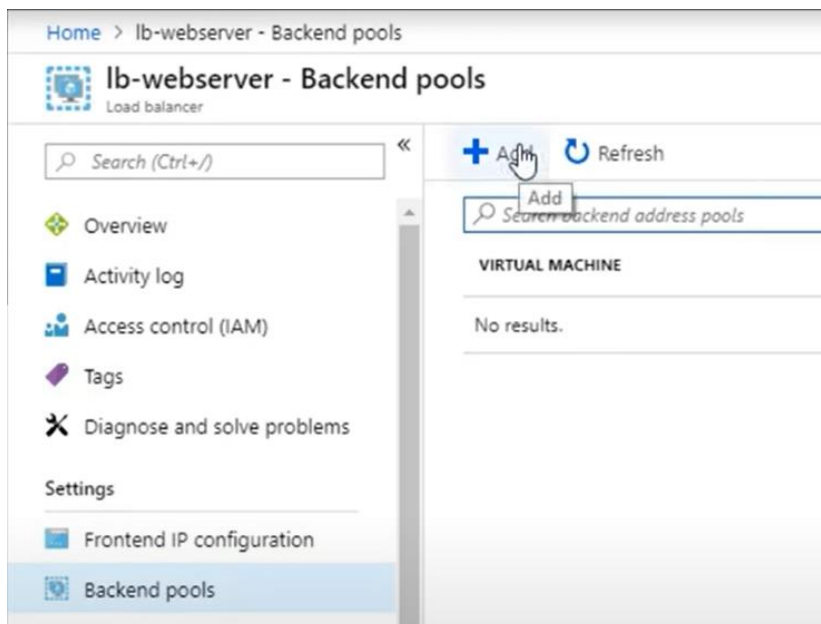 Home > lb-webserver - Backend pools
lb-webserver - Backend pools
Load balancer
Search (Ctrl+/)
«
Overview
Activity log
Access control (IAM)
Tags
Diagnose and solve problems
Settings
Frontend IP configuration
Backend pools
Add Refresh
Add
Search backend address pools
VIRTUAL MACHINE
No results.